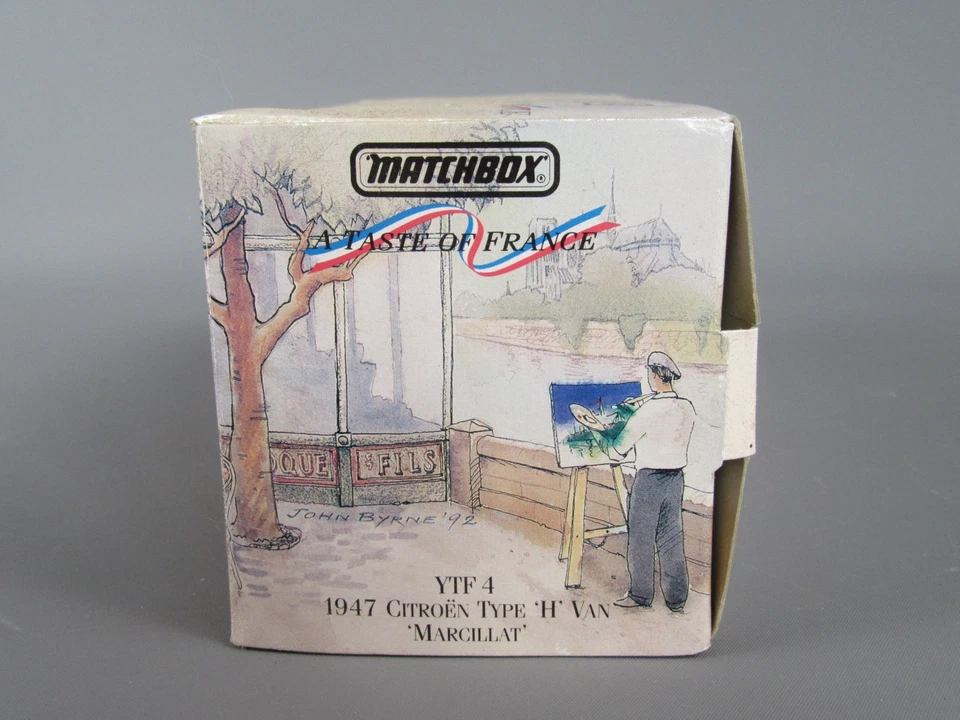 'MATCHBOX'®
A TASTE OF FRANCE
OQUE & FILS
JOHN BYRNE '92
YTF 4
1947 CITROËN TYPE 'H' VAN
'MARCILLAT'